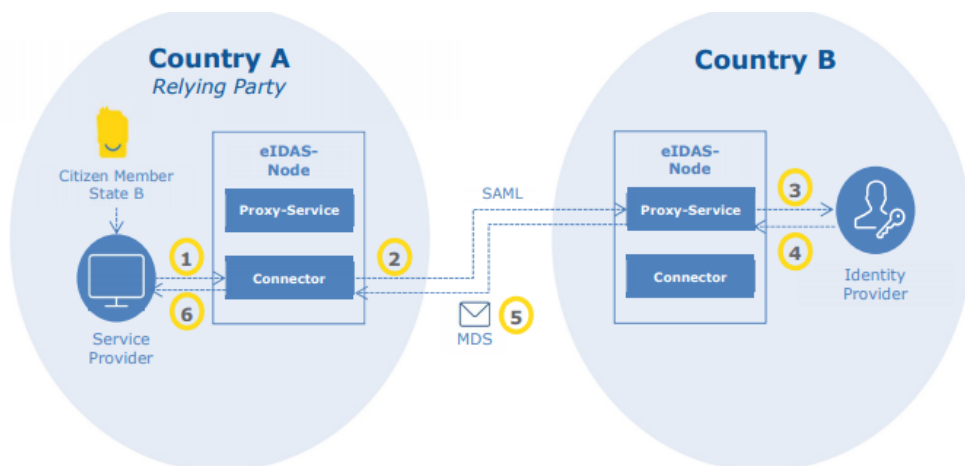 Country A
Relying Party
Citizen Member
State B
eIDAS-
Node
Proxy-Service
Connector
1
2
6
Service
Provider
SAML
5
MDS
Country B
eIDAS-
Node
Proxy-Service
Connector
3
4
Identity
Provider